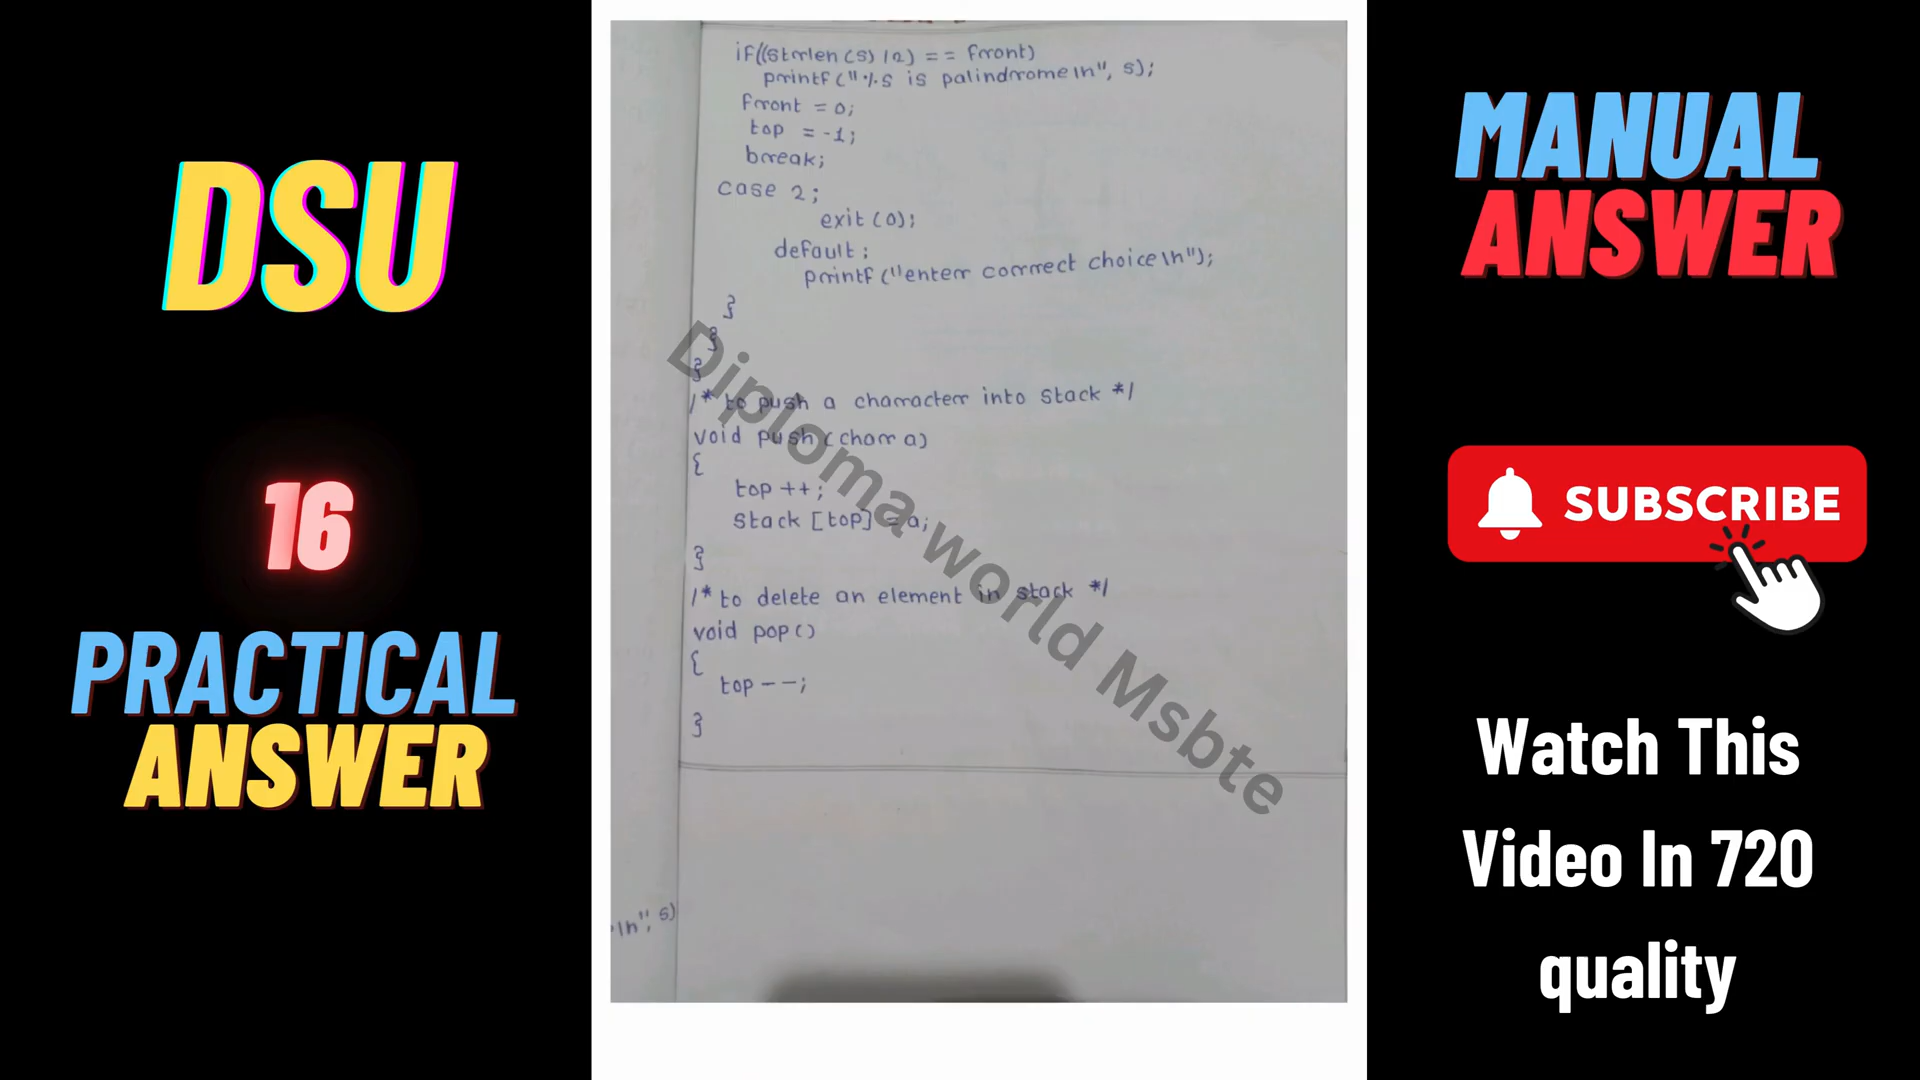 DSU
16
PRACTICAL
ANSWER
if((strlen(s)/2) == front)
printf("%s is palindrome\n", s);
front = 0;
top = -1;
break;
case 2;
exit(0);
default;
printf("enter correct choice\n");
}
}
}
/* to push a character into stack */
void push(char a)
{
top ++;
stack [top] = a;
}
/* to delete an element in stack */
void pop()
{
top --;
}
\n", s)
Diploma world Msbte
MANUAL
ANSWER
SUBSCRIBE
Watch This
Video In 720
quality